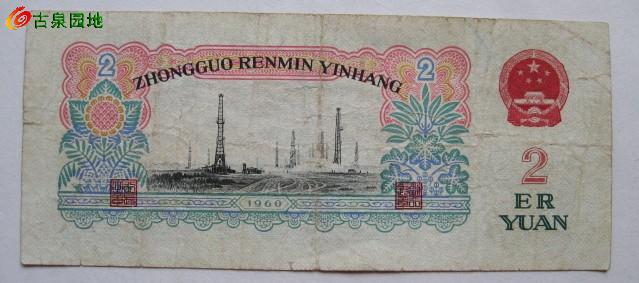 古泉园地
2
2
ZHONGGUO RENMIN YINHANG
2
ER
YUAN
1960